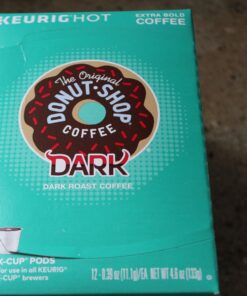 KEURIG HOT
EXTRA BOLD
COFFEE
The Original
DONUT·SHOP
COFFEE
DARK
DARK ROAST COFFEE
K-CUP® PODS
for use in all KEURIG®
K-CUP® brewers
12 - 0.39 oz (11.1g)/EA NET WT 4.6 oz (133g)